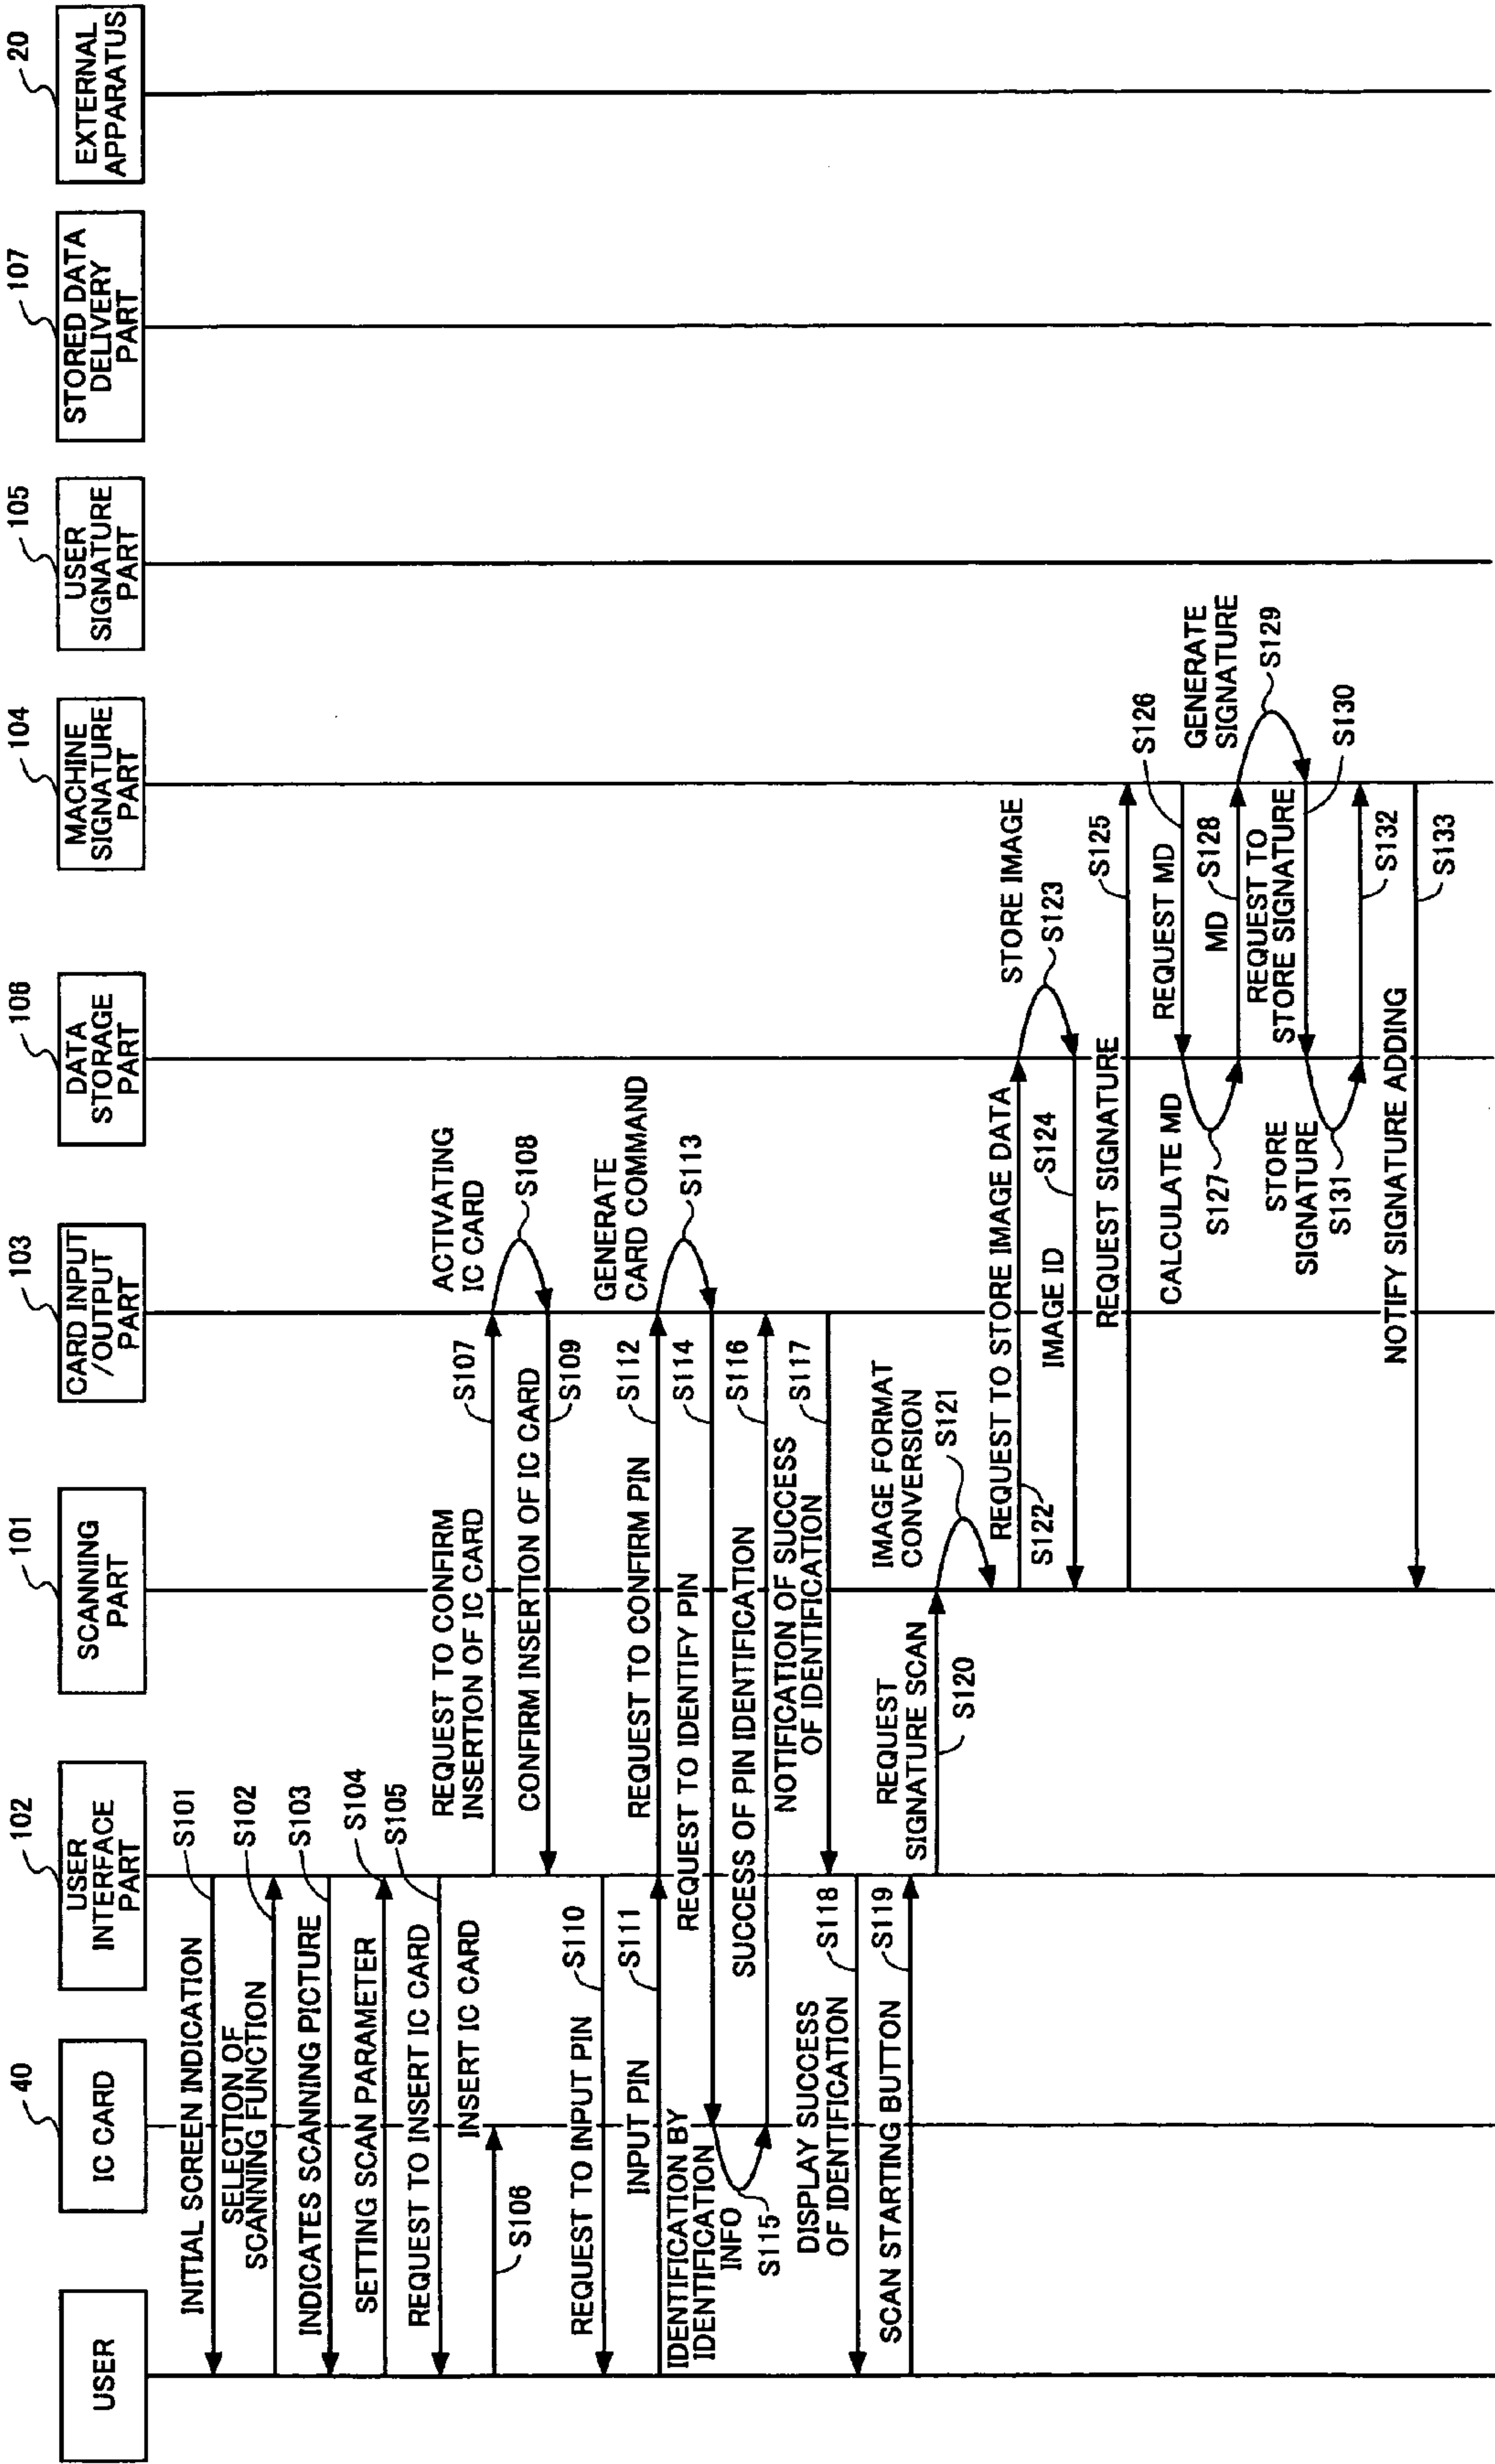 USER
40
IC CARD
102
USER
INTERFACE
PART
101
SCANNING
PART
103
CARD INPUT
/OUTPUT
PART
106
DATA
STORAGE
PART
104
MACHINE
SIGNATURE
PART
105
USER
SIGNATURE
PART
107
STORED DATA
DELIVERY
PART
20
EXTERNAL
APPARATUS
INITIAL SCREEN INDICATION
S101
SELECTION OF
SCANNING FUNCTION
S102
INDICATES SCANNING PICTURE
S103
SETTING SCAN PARAMETER
S104
REQUEST TO INSERT IC CARD
S105
INSERT IC CARD
S106
REQUEST TO CONFIRM
INSERTION OF IC CARD
S107
ACTIVATING
IC CARD
S108
CONFIRM INSERTION OF IC CARD
S109
REQUEST TO INPUT PIN
S110
INPUT PIN
S111
REQUEST TO CONFIRM PIN
S112
GENERATE
CARD COMMAND
S113
REQUEST TO IDENTIFY PIN
S114
IDENTIFICATION BY
IDENTIFICATION
INFO
S115
SUCCESS OF PIN IDENTIFICATION
S116
NOTIFICATION OF SUCCESS
OF IDENTIFICATION
S117
DISPLAY SUCCESS
OF IDENTIFICATION
S118
SCAN STARTING BUTTON
S119
REQUEST
SIGNATURE SCAN
S120
IMAGE FORMAT
CONVERSION
S121
REQUEST TO STORE IMAGE DATA
S122
STORE IMAGE
S123
IMAGE ID
S124
REQUEST SIGNATURE
S125
REQUEST MD
S126
CALCULATE MD
S127
MD
S128
GENERATE
SIGNATURE
S129
REQUEST TO
STORE SIGNATURE
S130
STORE
SIGNATURE
S131
S132
NOTIFY SIGNATURE ADDING
S133